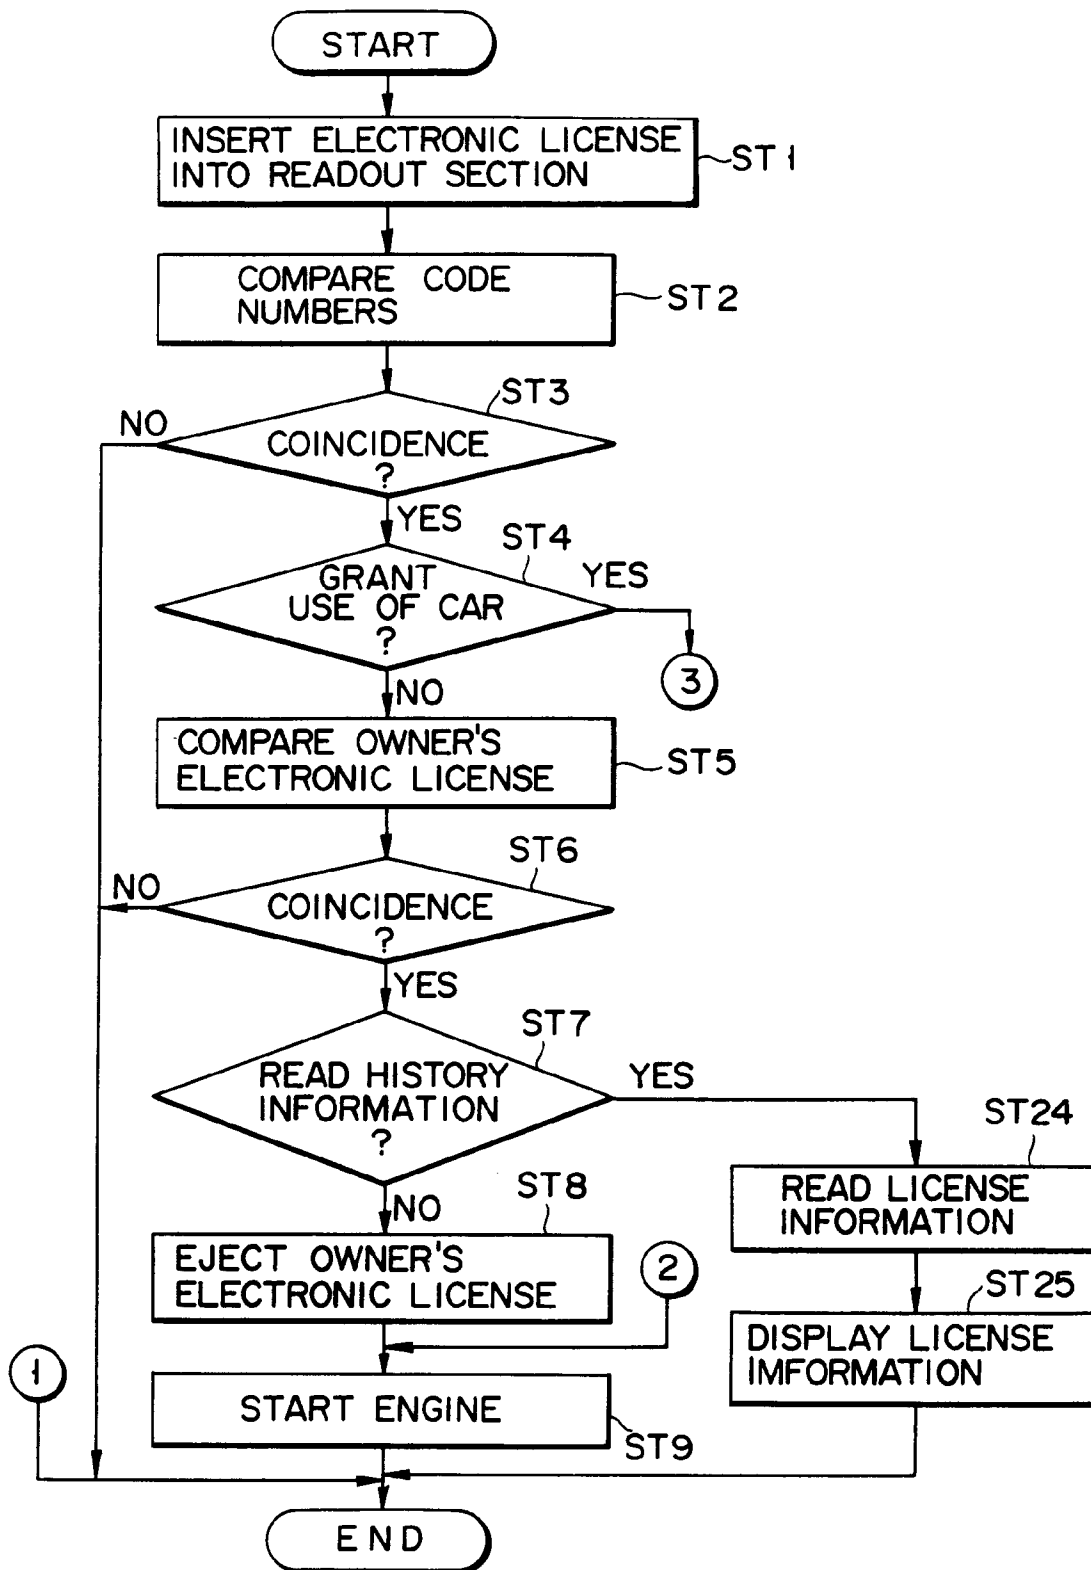 START
INSERT ELECTRONIC LICENSE
INTO READOUT SECTION
ST1
COMPARE CODE
NUMBERS
ST2
ST3
NO
COINCIDENCE
?
YES
ST4
GRANT
USE OF CAR
?
YES
3
NO
COMPARE OWNER'S
ELECTRONIC LICENSE
ST5
ST6
NO
COINCIDENCE
?
YES
ST7
READ HISTORY
INFORMATION
?
YES
ST24
READ LICENSE
INFORMATION
NO
ST8
EJECT OWNER'S
ELECTRONIC LICENSE
2
ST25
DISPLAY LICENSE
IMFORMATION
1
START ENGINE
ST9
END